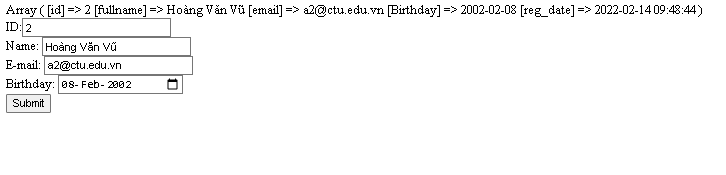 Array ( [id] => 2 [fullname] => Hoàng Văn Vũ [email] => a2@ctu.edu.vn [Birthday] => 2002-02-08 [reg_date] => 2022-02-14 09:48:44 )
ID: 2
Name: Hoàng Văn Vũ
E-mail: a2@ctu.edu.vn
Birthday: 08-Feb-2002
Submit